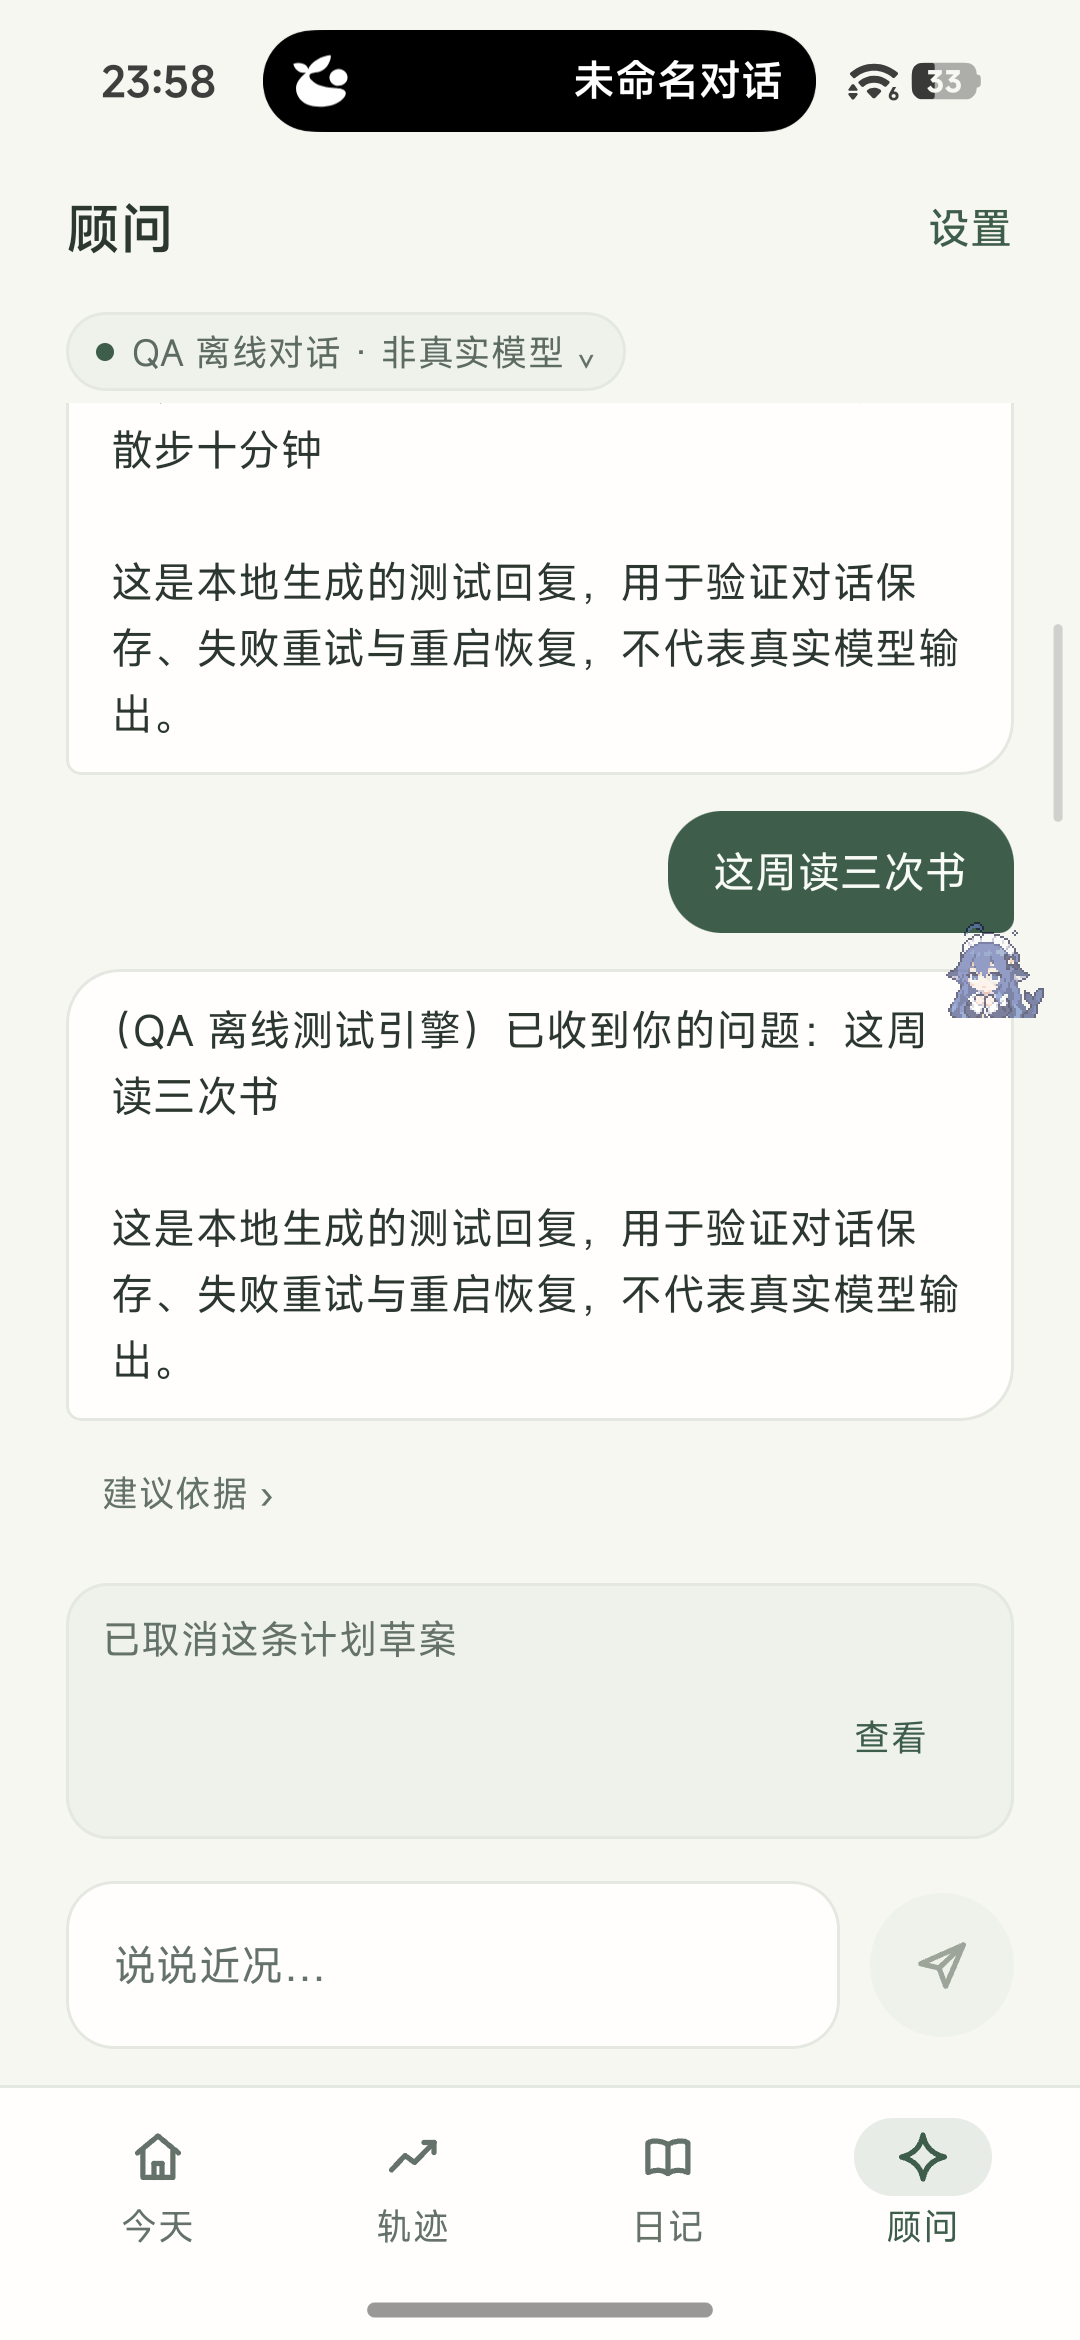 23:58
未命名对话
6
33
顾问
设置
QA 离线对话 · 非真实模型
散步十分钟
这是本地生成的测试回复，用于验证对话保
存、失败重试与重启恢复，不代表真实模型输
出。
这周读三次书
（QA 离线测试引擎）已收到你的问题：这周
读三次书
这是本地生成的测试回复，用于验证对话保
存、失败重试与重启恢复，不代表真实模型输
出。
建议依据 ›
已取消这条计划草案
查看
说说近况...
今天
轨迹
日记
顾问